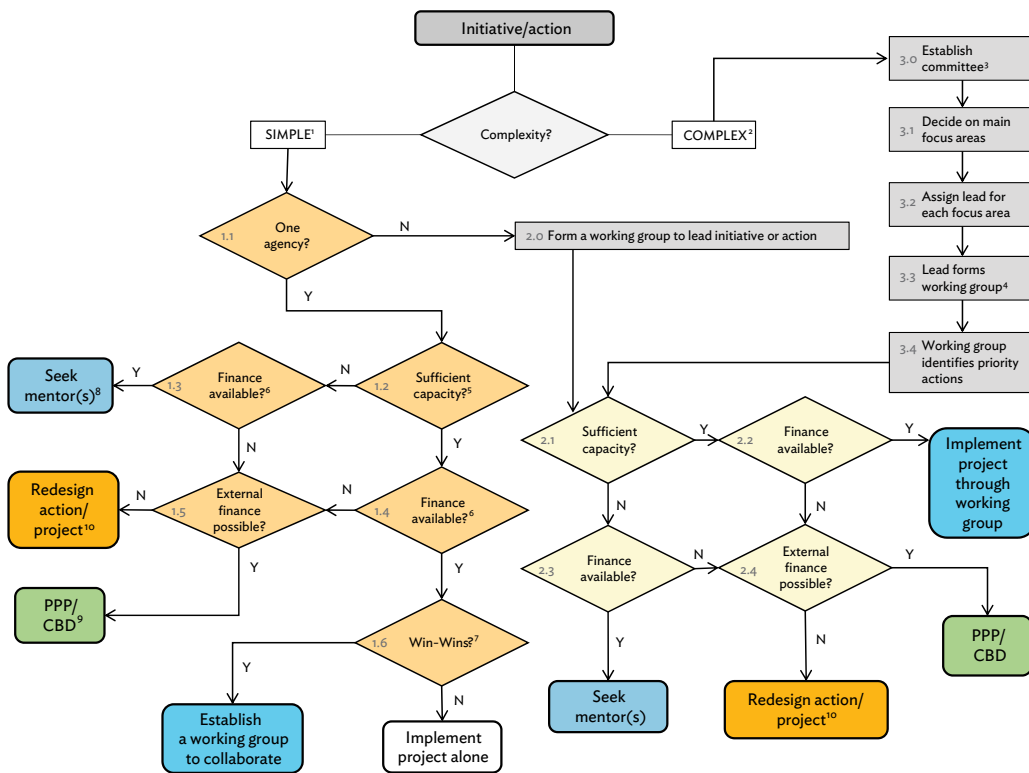 Initiative/action
3.0 Establish
committee³
SIMPLE¹
Complexity?
COMPLEX²
3.1 Decide on main
focus areas
3.2 Assign lead for
each focus area
1.1 One
agency?
N
2.0 Form a working group to lead initiative or action
3.3 Lead forms
working group⁴
Y
3.4 Working group
identifies priority
actions
Seek
mentor(s)⁸
Y
1.3 Finance
available?⁶
N
1.2 Sufficient
capacity?⁵
2.1 Sufficient
capacity?
Y
2.2 Finance
available?
Y
Implement
project
through
working
group
N
Y
Redesign
action/
project¹⁰
N
1.5 External
finance
possible?
N
1.4 Finance
available?⁶
N
N
2.3 Finance
available?
N
2.4 External
finance
possible?
Y
Y
Y
PPP/
CBD⁹
1.6 Win–Wins?⁷
Y
N
PPP/
CBD
Y
N
Seek
mentor(s)
Redesign action/
project¹⁰
Establish
a working group
to collaborate
Implement
project alone